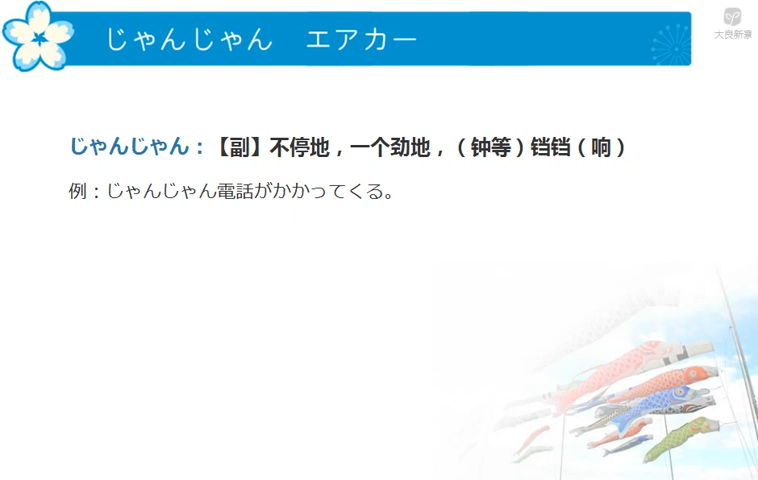 じゃんじゃん　エアカー
大良新素
じゃんじゃん：【副】不停地，一个劲地，（钟等）铛铛（响）
例：じゃんじゃん電話がかかってくる。